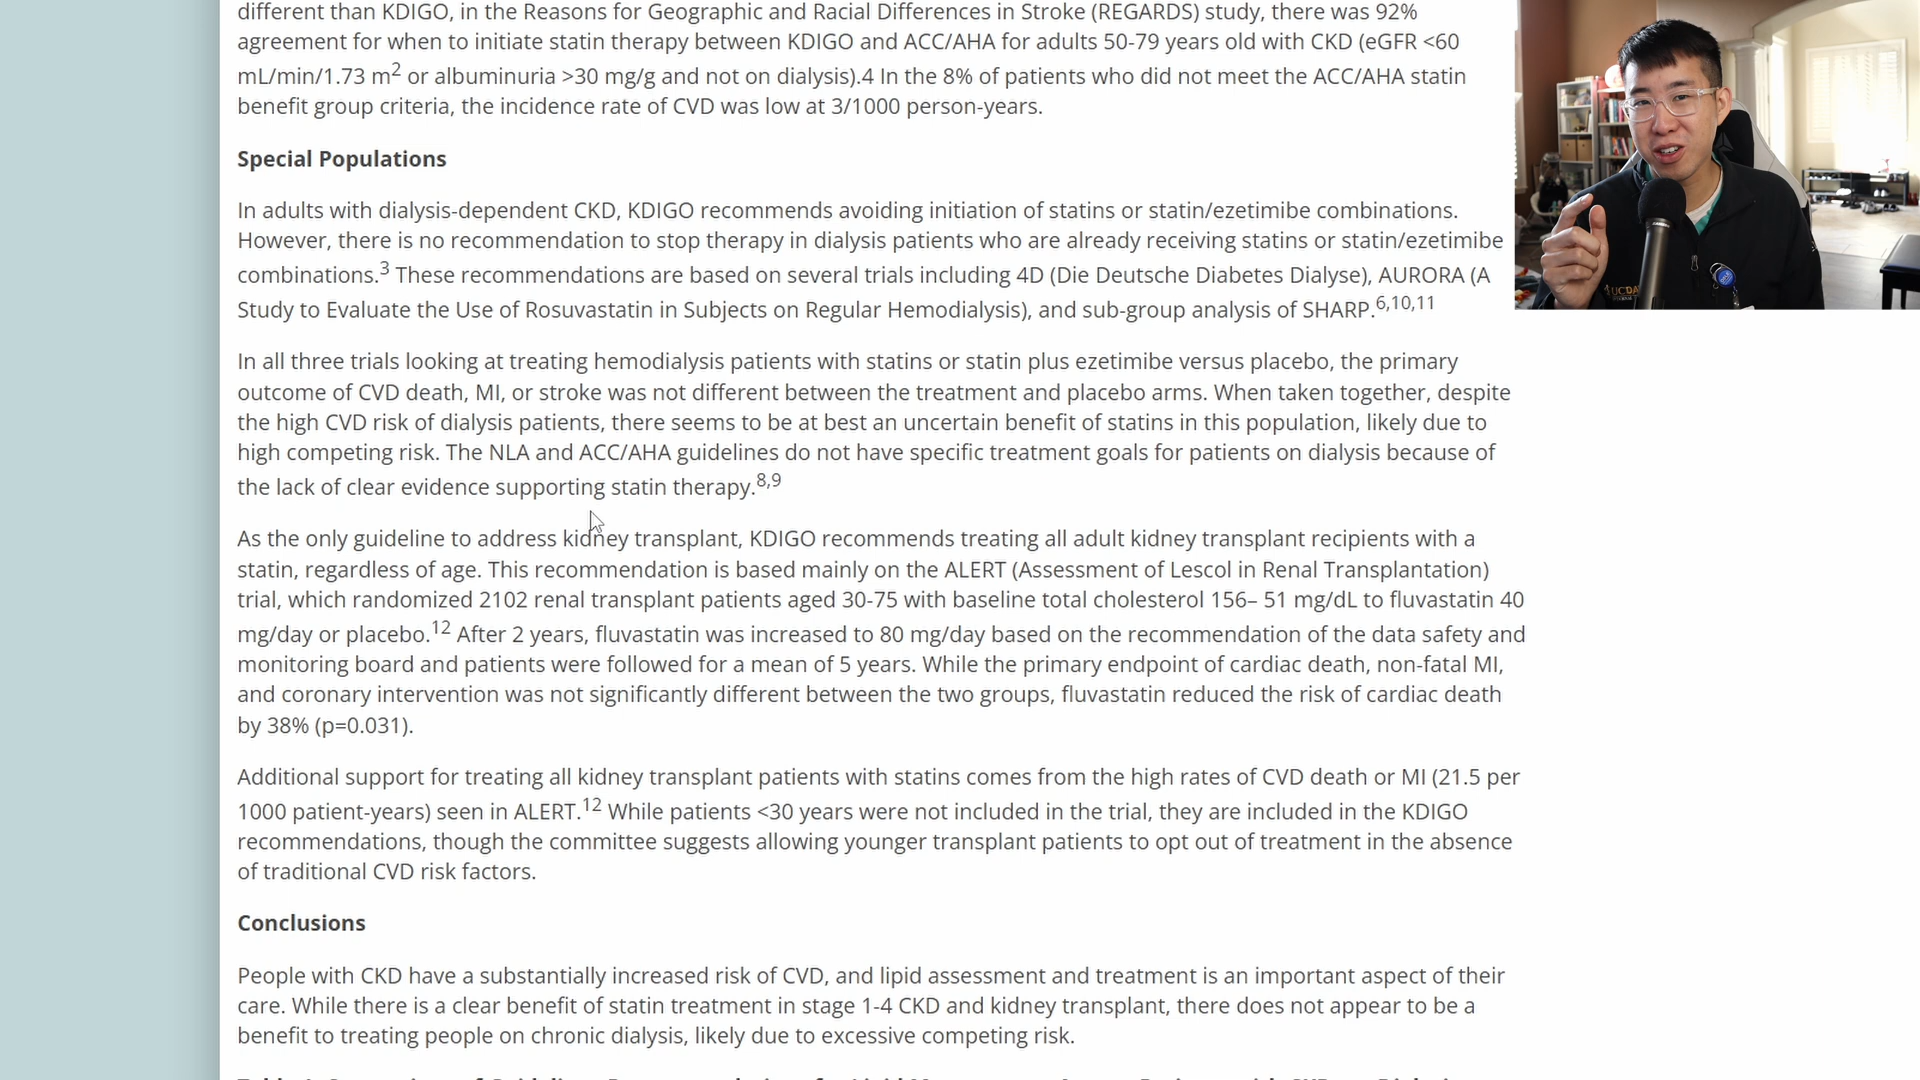 different than KDIGO, in the Reasons for Geographic and Racial Differences in Stroke (REGARDS) study, there was 92%
agreement for when to initiate statin therapy between KDIGO and ACC/AHA for adults 50-79 years old with CKD (eGFR <60
mL/min/1.73 m2 or albuminuria >30 mg/g and not on dialysis).4 In the 8% of patients who did not meet the ACC/AHA statin
benefit group criteria, the incidence rate of CVD was low at 3/1000 person-years.
Special Populations
In adults with dialysis-dependent CKD, KDIGO recommends avoiding initiation of statins or statin/ezetimibe combinations.
However, there is no recommendation to stop therapy in dialysis patients who are already receiving statins or statin/ezetimibe
combinations.3 These recommendations are based on several trials including 4D (Die Deutsche Diabetes Dialyse), AURORA (A
Study to Evaluate the Use of Rosuvastatin in Subjects on Regular Hemodialysis), and sub-group analysis of SHARP.6,10,11
In all three trials looking at treating hemodialysis patients with statins or statin plus ezetimibe versus placebo, the primary
outcome of CVD death, MI, or stroke was not different between the treatment and placebo arms. When taken together, despite
the high CVD risk of dialysis patients, there seems to be at best an uncertain benefit of statins in this population, likely due to
high competing risk. The NLA and ACC/AHA guidelines do not have specific treatment goals for patients on dialysis because of
the lack of clear evidence supporting statin therapy.8,9
As the only guideline to address kidney transplant, KDIGO recommends treating all adult kidney transplant recipients with a
statin, regardless of age. This recommendation is based mainly on the ALERT (Assessment of Lescol in Renal Transplantation)
trial, which randomized 2102 renal transplant patients aged 30-75 with baseline total cholesterol 156– 51 mg/dL to fluvastatin 40
mg/day or placebo.12 After 2 years, fluvastatin was increased to 80 mg/day based on the recommendation of the data safety and
monitoring board and patients were followed for a mean of 5 years. While the primary endpoint of cardiac death, non-fatal MI,
and coronary intervention was not significantly different between the two groups, fluvastatin reduced the risk of cardiac death
by 38% (p=0.031).
Additional support for treating all kidney transplant patients with statins comes from the high rates of CVD death or MI (21.5 per
1000 patient-years) seen in ALERT.12 While patients <30 years were not included in the trial, they are included in the KDIGO
recommendations, though the committee suggests allowing younger transplant patients to opt out of treatment in the absence
of traditional CVD risk factors.
Conclusions
People with CKD have a substantially increased risk of CVD, and lipid assessment and treatment is an important aspect of their
care. While there is a clear benefit of statin treatment in stage 1-4 CKD and kidney transplant, there does not appear to be a
benefit to treating people on chronic dialysis, likely due to excessive competing risk.